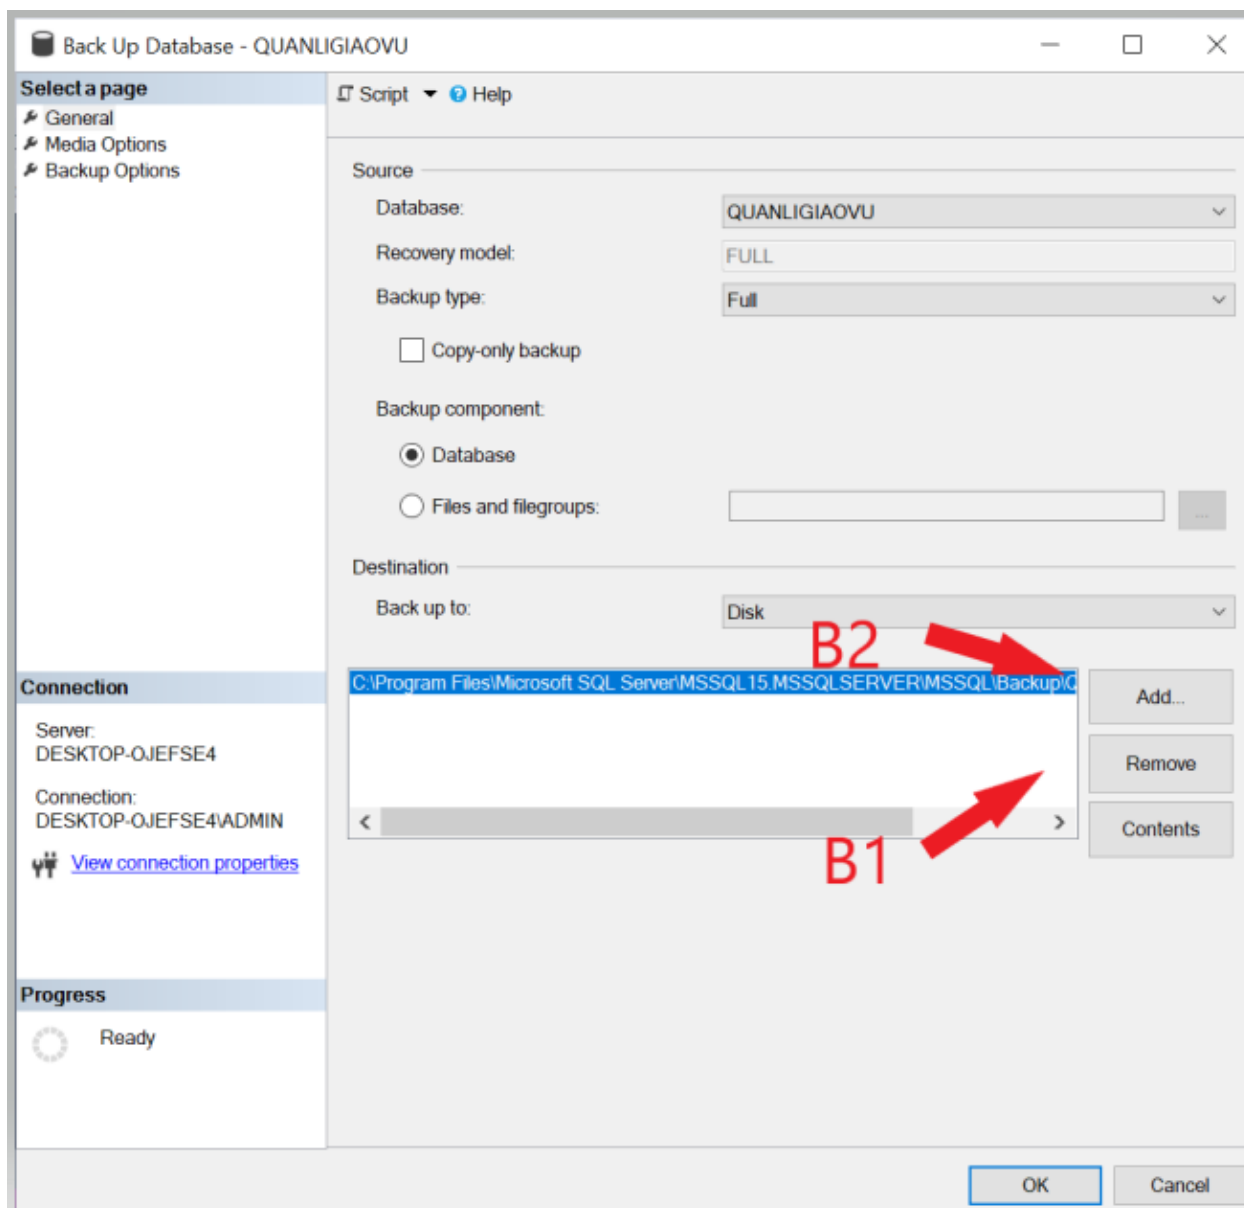 Back Up Database - QUANLIGIAOVU
Select a page
General
Media Options
Backup Options
Script
Help
Source
Database:
QUANLIGIAOVU
Recovery model:
FULL
Backup type:
Full
Copy-only backup
Backup component:
Database
Files and filegroups:
...
Destination
Back up to:
Disk
B2
C:\Program Files\Microsoft SQL Server\MSSQL15.MSSQLSERVER\MSSQL\Backup\Q
Add...
Remove
Contents
B1
Connection
Server:
DESKTOP-OJEFSE4
Connection:
DESKTOP-OJEFSE4\ADMIN
View connection properties
Progress
Ready
OK
Cancel